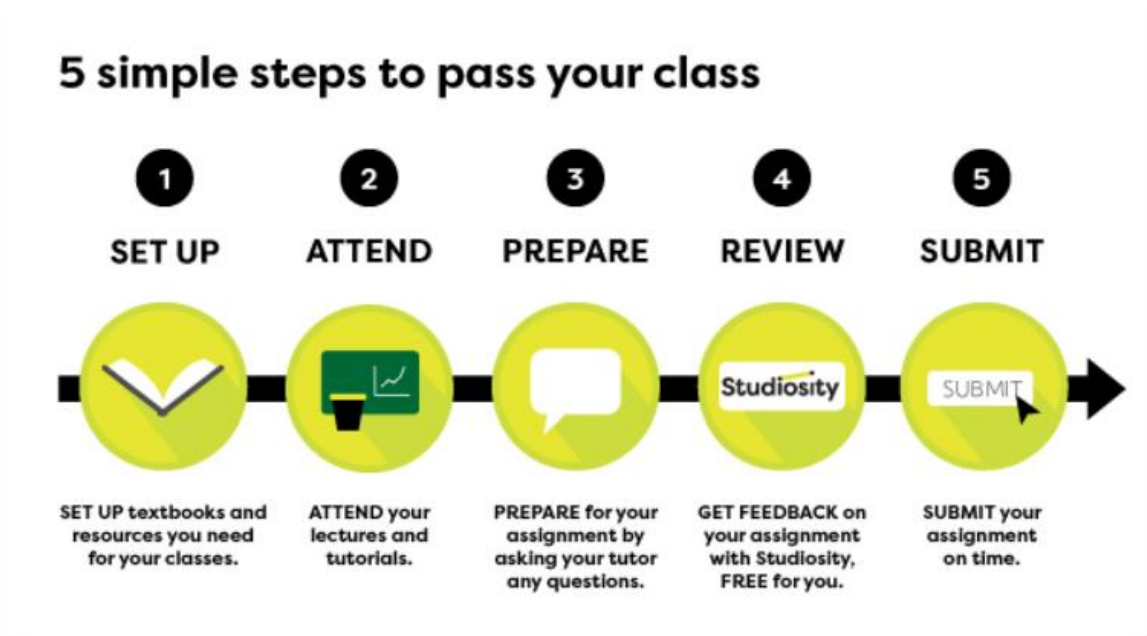 5 simple steps to pass your class
1
SET UP
SET UP textbooks and
resources you need
for your classes.
2
ATTEND
ATTEND your
lectures and
tutorials.
3
PREPARE
PREPARE for your
assignment by
asking your tutor
any questions.
4
REVIEW
Studiosity
GET FEEDBACK on
your assignment
with Studiosity,
FREE for you.
5
SUBMIT
SUBMIT
SUBMIT your
assignment
on time.